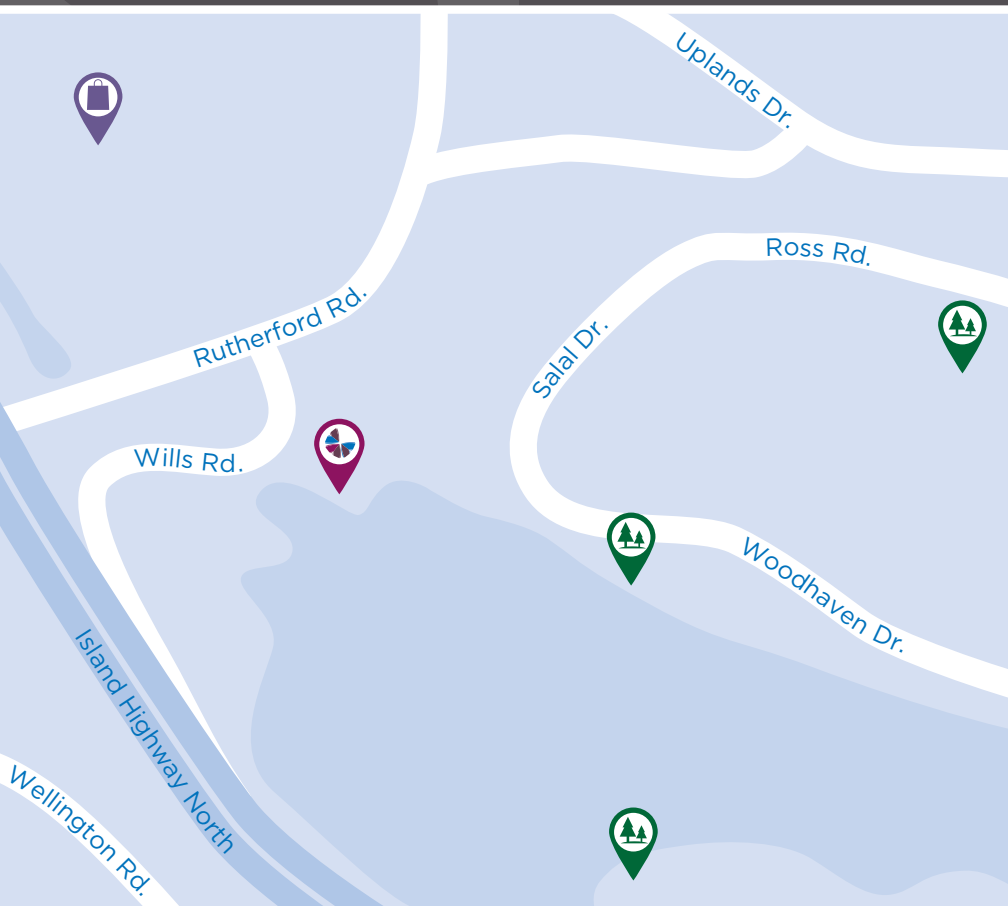 Uplands Dr.
Ross Rd.
Rutherford Rd.
Salal Dr.
Wills Rd.
Woodhaven Dr.
Island Highway North
Wellington Rd.